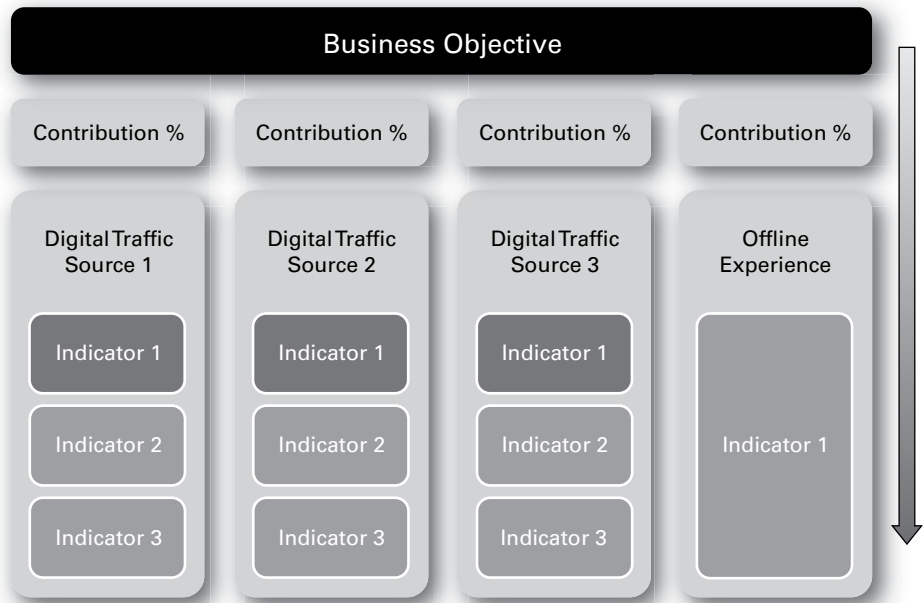 Business Objective
Contribution %
Contribution %
Contribution %
Contribution %
Digital Traffic
Source 1
Indicator 1
Indicator 2
Indicator 3
Digital Traffic
Source 2
Indicator 1
Indicator 2
Indicator 3
Digital Traffic
Source 3
Indicator 1
Indicator 2
Indicator 3
Offline
Experience
Indicator 1